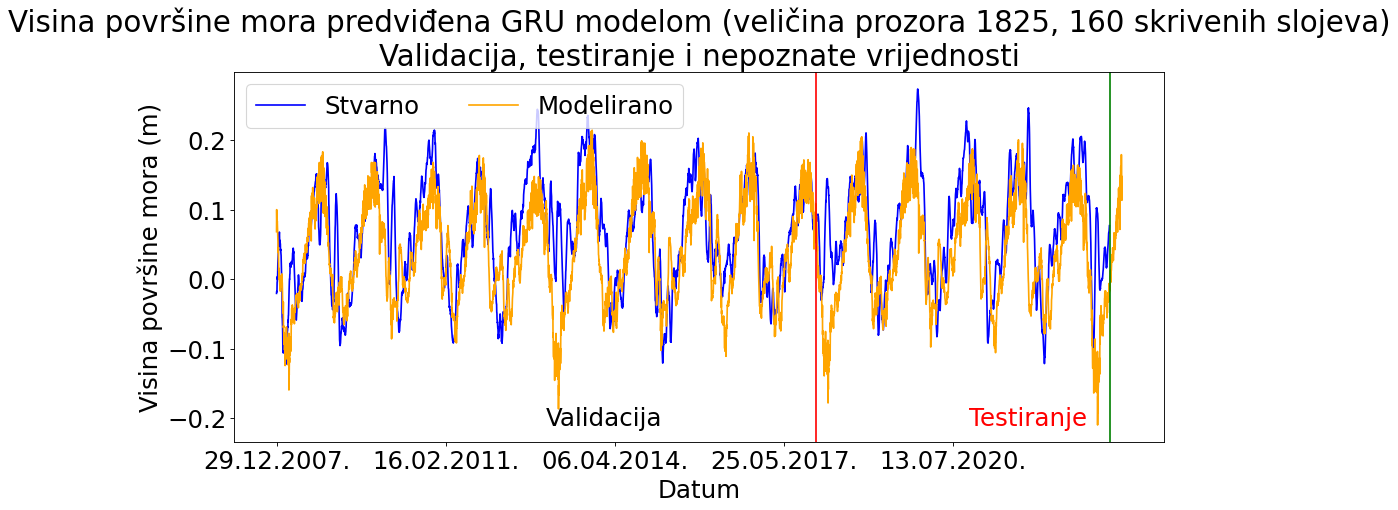 Visina površine mora predviđena GRU modelom (veličina prozora 1825, 160 skrivenih slojeva)
Validacija, testiranje i nepoznate vrijednosti
Stvarno
Modelirano
Visina površine mora (m)
0.2
0.1
0.0
−0.1
−0.2
Validacija
Testiranje
29.12.2007.
16.02.2011.
06.04.2014.
25.05.2017.
13.07.2020.
Datum